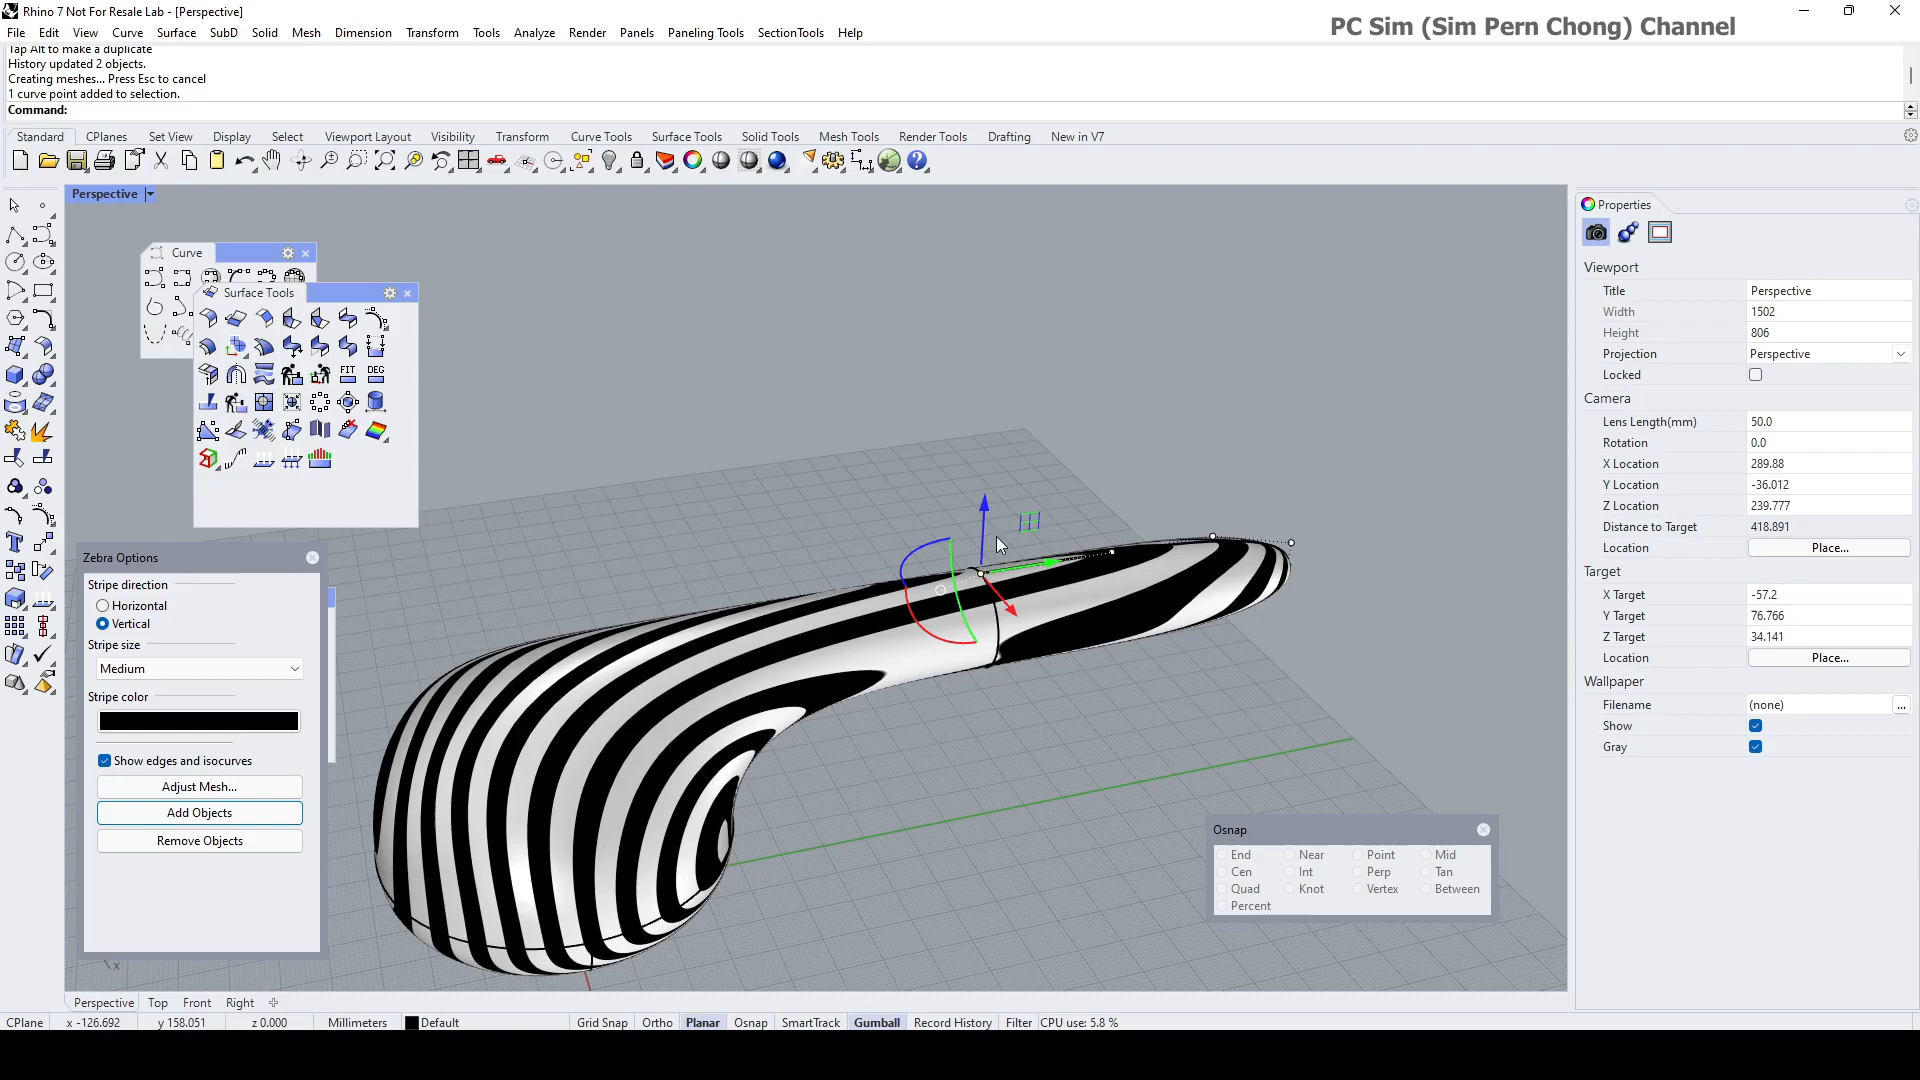 Rhino 7 Not For Resale Lab - [Perspective]
PC Sim (Sim Pern Chong) Channel
File Edit View Curve Surface SubD Solid Mesh Dimension Transform Tools Analyze Render Panels Paneling Tools SectionTools Help
Tap Alt to make a duplicate
History updated 2 objects.
Creating meshes... Press Esc to cancel
1 curve point added to selection.
Command:
Standard CPlanes Set View Display Select Viewport Layout Visibility Transform Curve Tools Surface Tools Solid Tools Mesh Tools Render Tools Drafting New in V7
Perspective
Curve
Surface Tools
FIT DEG
Zebra Options
Stripe direction
Horizontal
Vertical
Stripe size
Medium
Stripe color
Show edges and isocurves
Adjust Mesh...
Add Objects
Remove Objects
x
Osnap
End Near Point Mid
Cen Int Perp Tan
Quad Knot Vertex Between
Percent
Properties
Viewport
Title Perspective
Width 1502
Height 806
Projection Perspective
Locked
Camera
Lens Length(mm) 50.0
Rotation 0.0
X Location 289.88
Y Location -36.012
Z Location 239.777
Distance to Target 418.891
Location Place...
Target
X Target -57.2
Y Target 76.766
Z Target 34.141
Location Place...
Wallpaper
Filename (none) ...
Show
Gray
Perspective Top Front Right
CPlane x -126.692 y 158.051 z 0.000 Millimeters Default Grid Snap Ortho Planar Osnap SmartTrack Gumball Record History Filter CPU use: 5.8 %